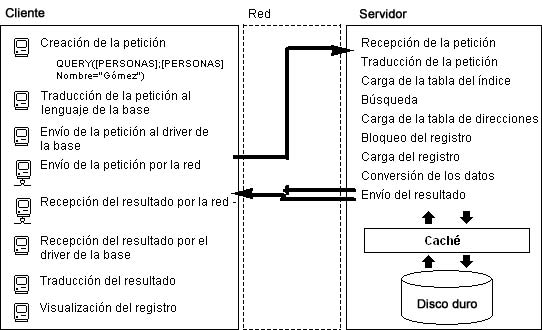 Cliente
Creación de la petición
QUERY([PERSONAS];[PERSONAS]
Nombre="Gómez")
Traducción de la petición al
lenguaje de la base
Envío de la petición al driver de
la base
Envío de la petición por la red
Recepción del resultado por la red -
Recepción del resultado por el
driver de la base
Traducción del resultado
Visualización del registro
Red
Servidor
Recepción de la petición
Traducción de la petición
Carga de la tabla del índice
Búsqueda
Carga de la tabla de direcciones
Bloqueo del registro
Carga del registro
Conversión de los datos
Envío del resultado
Caché
Disco duro